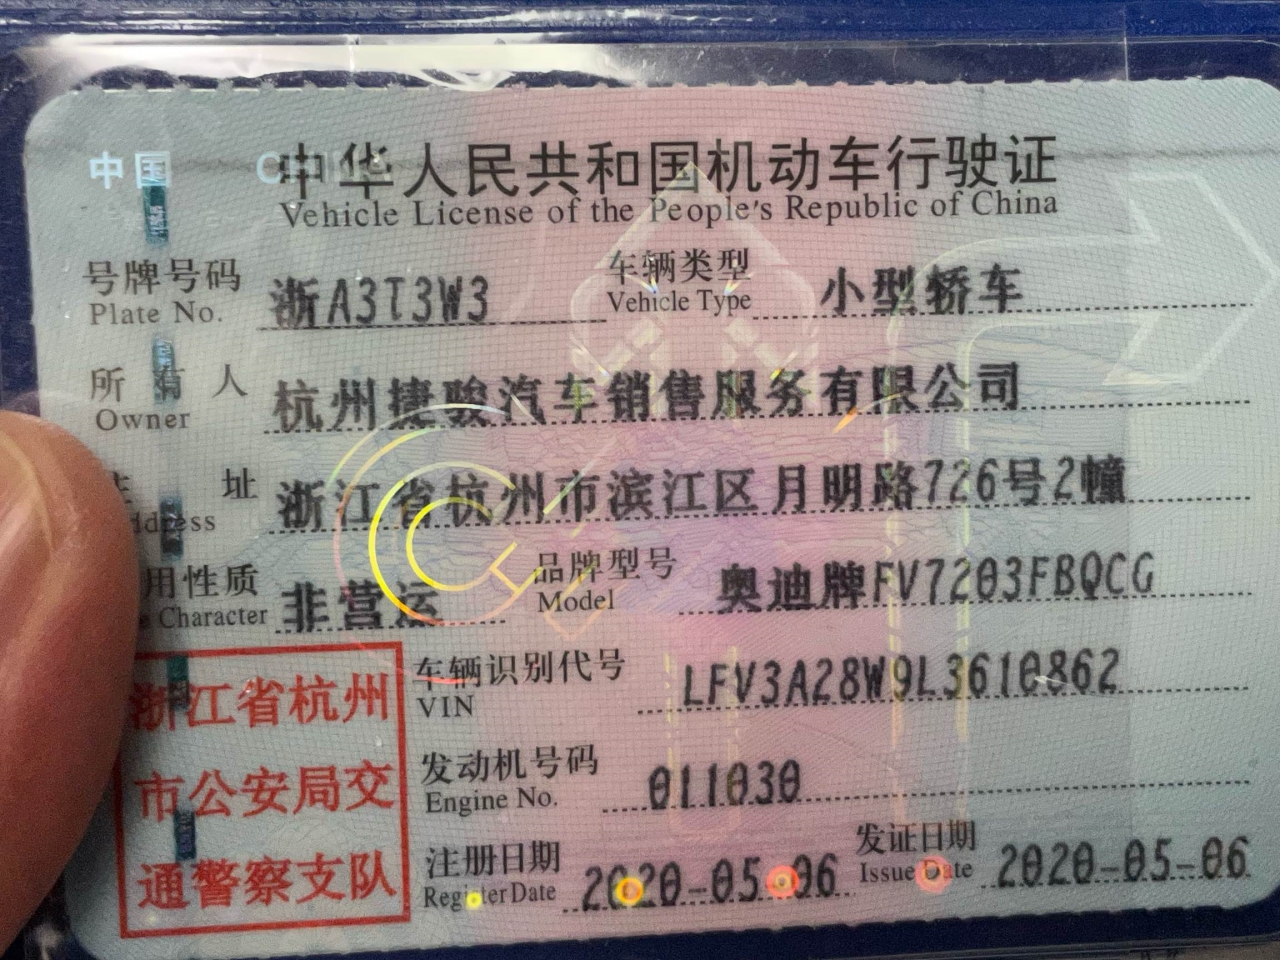 中国 China
中华人民共和国机动车行驶证
Vehicle License of the People's Republic of China
号牌号码 浙A3T3W3 车辆类型 小型轿车
Plate No. Vehicle Type
所有人 杭州捷骏汽车销售服务有限公司
Owner
住址 浙江省杭州市滨江区月明路726号2幢
ddress
用性质 非营运 品牌型号 奥迪牌FV7203FBQCG
e Character Model
车辆识别代号 LFV3A28W9L3610862
VIN
浙江省杭州
市公安局交
通警察支队
发动机号码 011030
Engine No.
注册日期 2020-05-06 发证日期 2020-05-06
Register Date Issue Date